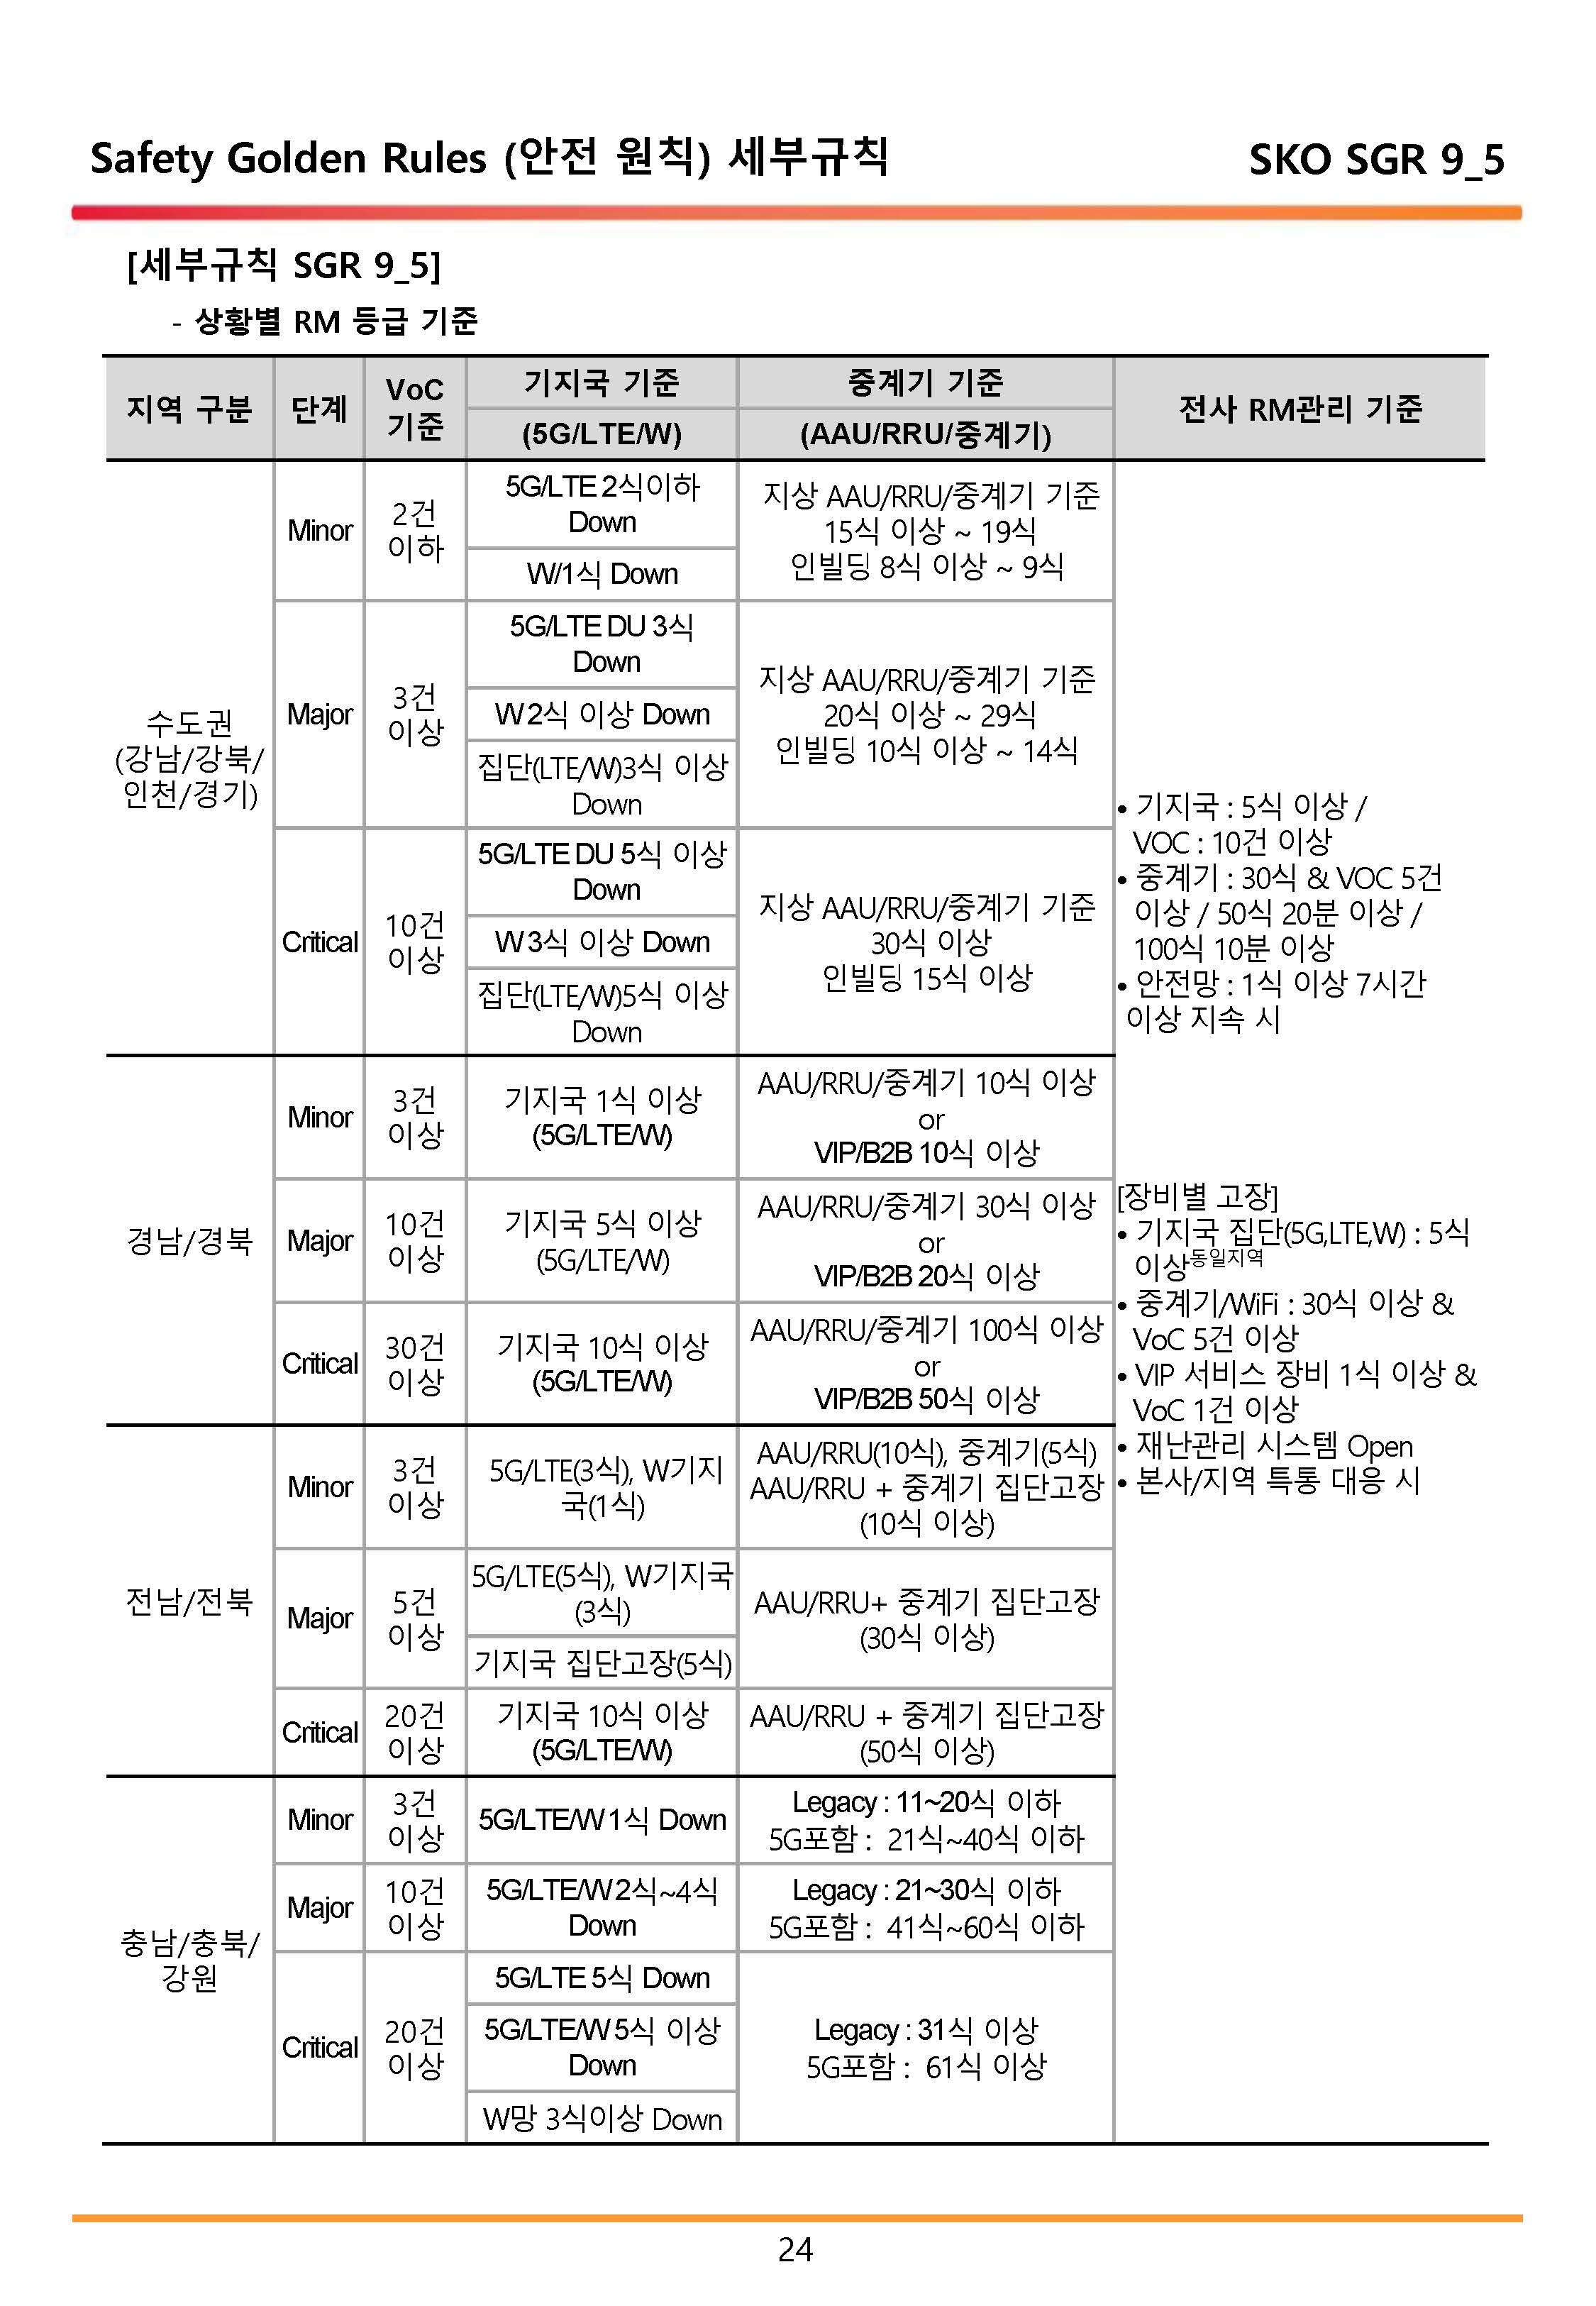 Safety Golden Rules (안전 원칙) 세부규칙
SKO SGR 9_5
[세부규칙 SGR 9_5]
- 상황별 RM 등급 기준
지역 구분
단계
VoC
기준
기지국 기준
(5G/LTE/W)
중계기 기준
(AAU/RRU/중계기)
전사 RM관리 기준
수도권
(강남/강북/
인천/경기)
Minor
2건
이하
5G/LTE 2식이하
Down
W/1식 Down
지상 AAU/RRU/중계기 기준
15식 이상 ~ 19식
인빌딩 8식 이상 ~ 9식
Major
3건
이상
5G/LTE DU 3식
Down
W 2식 이상 Down
집단(LTE/W)3식 이상
Down
지상 AAU/RRU/중계기 기준
20식 이상 ~ 29식
인빌딩 10식 이상 ~ 14식
Critical
10건
이상
5G/LTE DU 5식 이상
Down
W 3식 이상 Down
집단(LTE/W)5식 이상
Down
지상 AAU/RRU/중계기 기준
30식 이상
인빌딩 15식 이상
• 기지국 : 5식 이상 /
VOC : 10건 이상
• 중계기 : 30식 & VOC 5건
이상 / 50식 20분 이상 /
100식 10분 이상
• 안전망 : 1식 이상 7시간
이상 지속 시
경남/경북
Minor
3건
이상
기지국 1식 이상
(5G/LTE/W)
AAU/RRU/중계기 10식 이상
or
VIP/B2B 10식 이상
Major
10건
이상
기지국 5식 이상
(5G/LTE/W)
AAU/RRU/중계기 30식 이상
or
VIP/B2B 20식 이상
Critical
30건
이상
기지국 10식 이상
(5G/LTE/W)
AAU/RRU/중계기 100식 이상
or
VIP/B2B 50식 이상
[장비별 고장]
• 기지국 집단(5G,LTE,W) : 5식
이상동일지역
• 중계기/WiFi : 30식 이상 &
VoC 5건 이상
• VIP 서비스 장비 1식 이상 &
VoC 1건 이상
• 재난관리 시스템 Open
• 본사/지역 특통 대응 시
전남/전북
Minor
3건
이상
5G/LTE(3식), W기지
국(1식)
AAU/RRU(10식), 중계기(5식)
AAU/RRU + 중계기 집단고장
(10식 이상)
Major
5건
이상
5G/LTE(5식), W기지국
(3식)
기지국 집단고장(5식)
AAU/RRU+ 중계기 집단고장
(30식 이상)
Critical
20건
이상
기지국 10식 이상
(5G/LTE/W)
AAU/RRU + 중계기 집단고장
(50식 이상)
충남/충북/
강원
Minor
3건
이상
5G/LTE/W 1식 Down
Legacy : 11~20식 이하
5G포함 : 21식~40식 이하
Major
10건
이상
5G/LTE/W 2식~4식
Down
Legacy : 21~30식 이하
5G포함 : 41식~60식 이하
Critical
20건
이상
5G/LTE 5식 Down
5G/LTE/W 5식 이상
Down
W망 3식이상 Down
Legacy : 31식 이상
5G포함 : 61식 이상
24